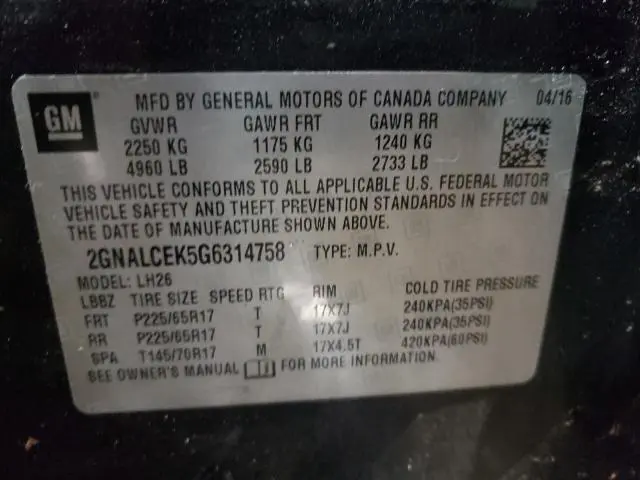 GM ® MFD BY GENERAL MOTORS OF CANADA COMPANY 04/16
GVWR GAWR FRT GAWR RR
2250 KG 1175 KG 1240 KG
4960 LB 2590 LB 2733 LB
THIS VEHICLE CONFORMS TO ALL APPLICABLE U.S. FEDERAL MOTOR
VEHICLE SAFETY AND THEFT PREVENTION STANDARDS IN EFFECT ON
THE DATE OF MANUFACTURE SHOWN ABOVE.
2GNALCEK5G6314758 TYPE: M.P.V.
MODEL: LH26
LBBZ TIRE SIZE SPEED RTG RIM COLD TIRE PRESSURE
FRT P225/65R17 T 17X7J 240KPA(35PSI)
RR P225/65R17 T 17X7J 240KPA(35PSI)
SPA T145/70R17 M 17X4.5T 420KPA(60PSI)
SEE OWNER'S MANUAL FOR MORE INFORMATION.